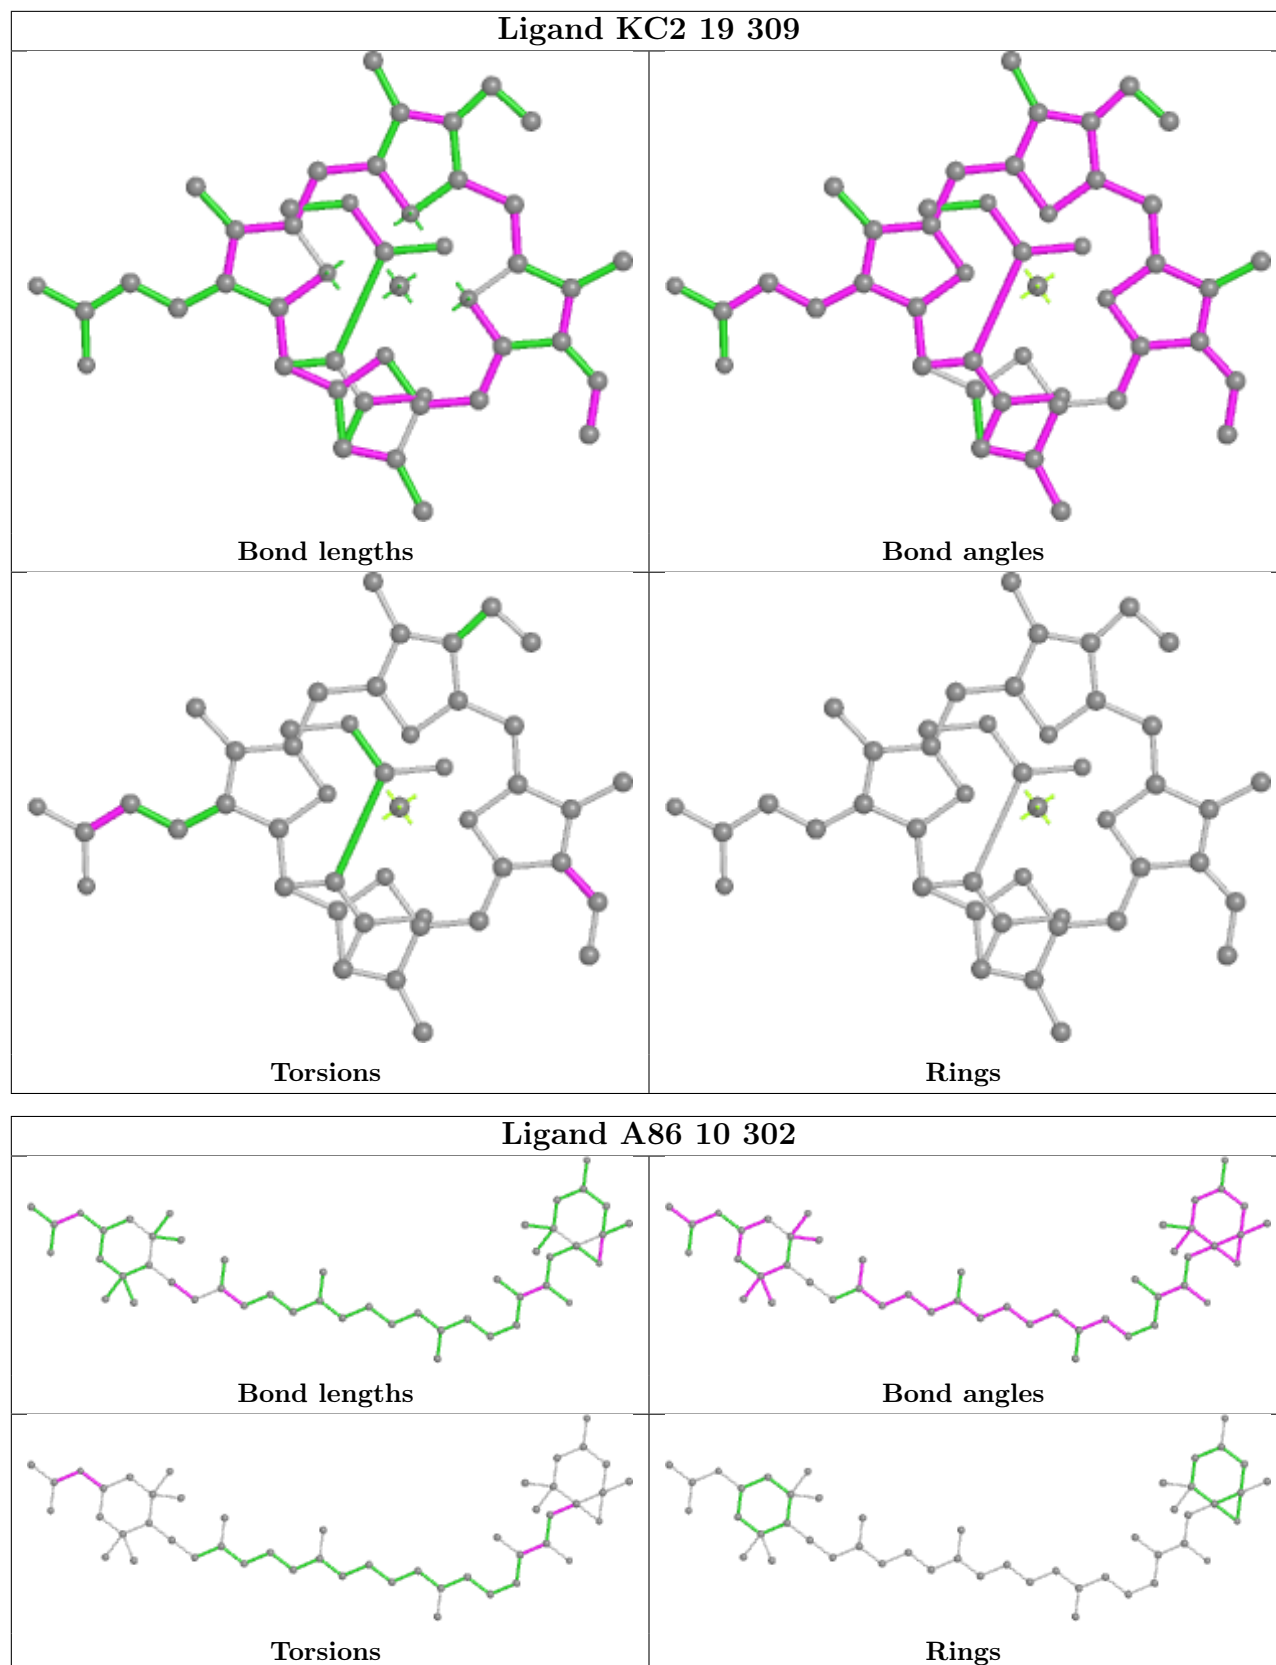 Ligand KC2 19 309
Bond lengths
Bond angles
Torsions
Rings
Ligand A86 10 302
Bond lengths
Bond angles
Torsions
Rings